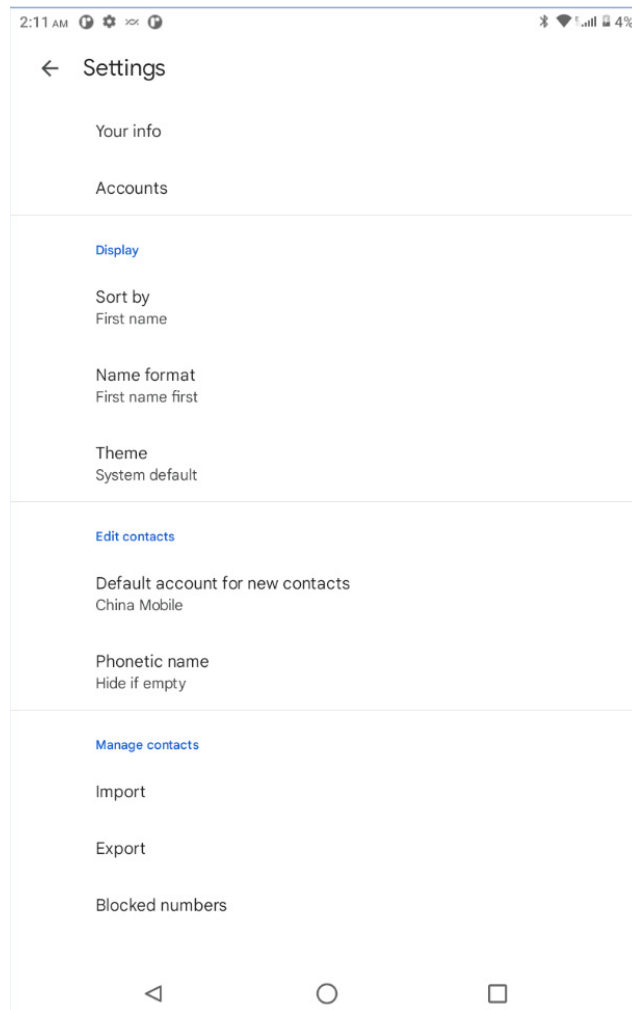 2:11 AM 4%
Settings
Your info
Accounts
Display
Sort by
First name
Name format
First name first
Theme
System default
Edit contacts
Default account for new contacts
China Mobile
Phonetic name
Hide if empty
Manage contacts
Import
Export
Blocked numbers